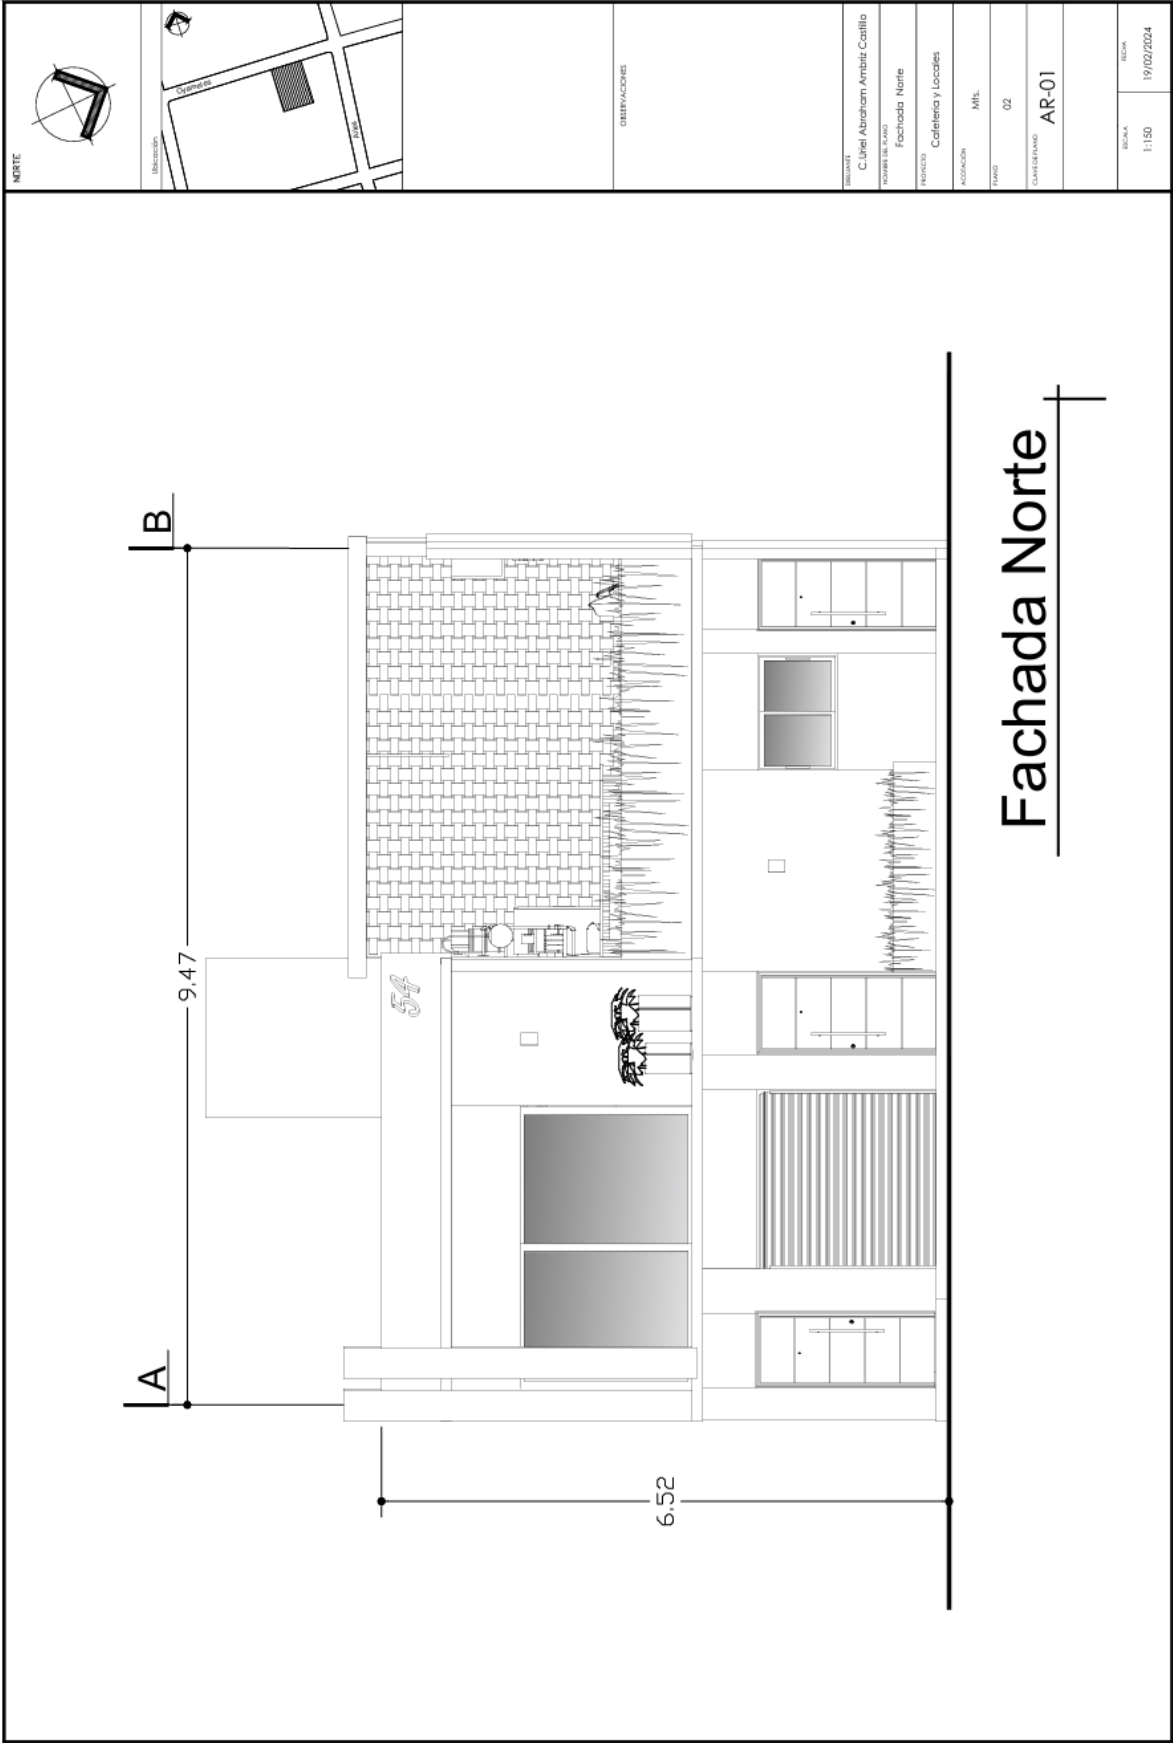 A
B
9.47
6.52
54
Fachada Norte
NORTE
Ubicación
Oyameles
OBSERVACIONES
DIBUJANTE
C.Uriel Abraham Ambriz Castillo
NOMBRE DEL PLANO
Fachada Norte
PROYECTO
Cafetería y Locales
ACOTACIÓN
Mts.
PLANO
02
CLAVE DE PLANO
AR-01
ESCALA
1:150
FECHA
19/02/2024